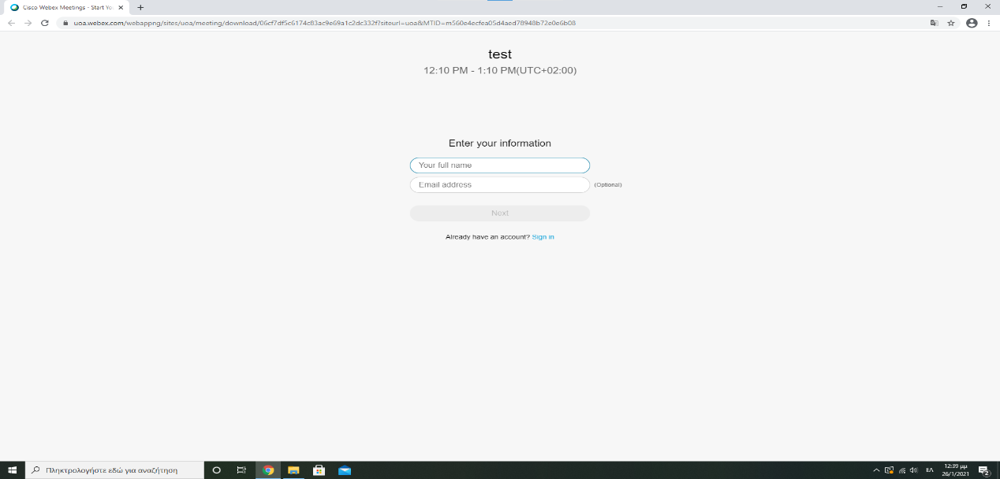 Cisco Webex Meetings - Start Yo
uoa.webex.com/webappng/sites/uoa/meeting/download/06cf7df5c6174c83ac9e69a1c2dc332f?siteurl=uoa&MTID=m560e4ecfea05d4aed78948b72e0e6b08
test
12:10 PM - 1:10 PM(UTC+02:00)
Enter your information
Your full name
Email address (Optional)
Next
Already have an account? Sign in
Πληκτρολογήστε εδώ για αναζήτηση
ΕΛ
12:39 μμ
26/1/2021
2